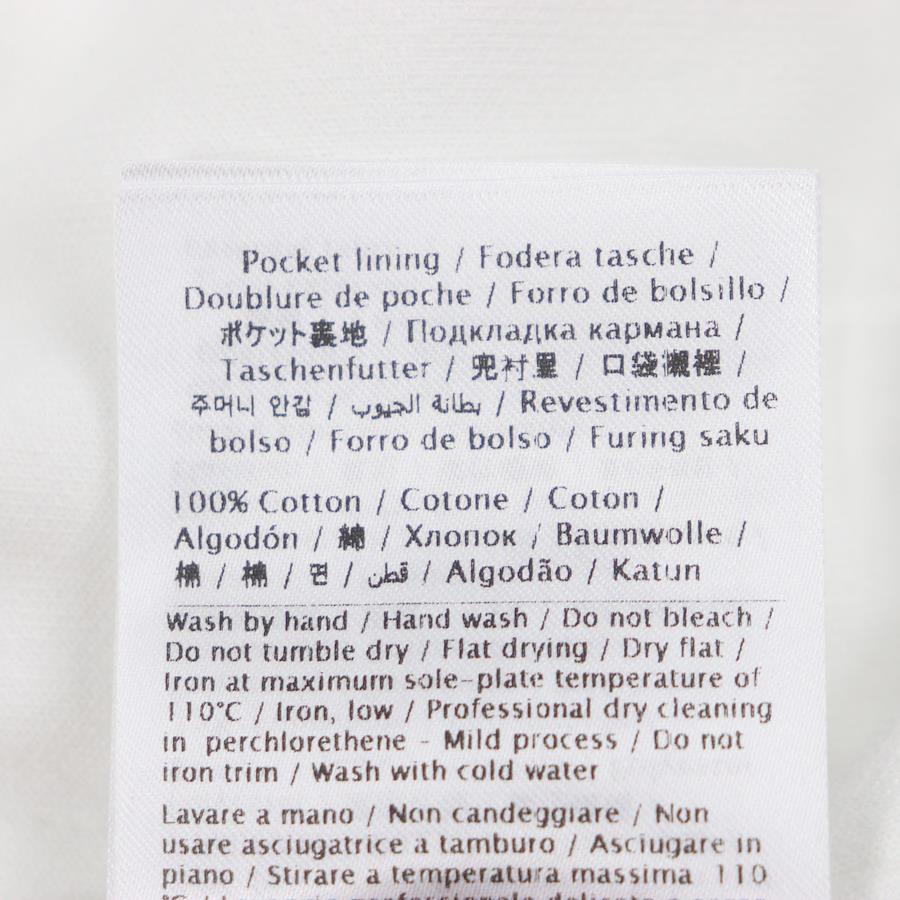 Pocket lining / Fodera tasche /
Doublure de poche / Forro de bolsillo /
ポケット裏地 / Подкладка кармана /
Taschenfutter / 兜衬里 / 口袋襯裡 /
주머니 안감 / بطانة الجيوب / Revestimento de
bolso / Forro de bolso / Furing saku
100% Cotton / Cotone / Coton /
Algodón / 綿 / Хлопок / Baumwolle /
棉 / 棉 / 면 / قطن / Algodão / Katun
Wash by hand / Hand wash / Do not bleach /
Do not tumble dry / Flat drying / Dry flat /
Iron at maximum sole-plate temperature of
110°C / Iron, low / Professional dry cleaning
in perchlorethene - Mild process / Do not
iron trim / Wash with cold water
Lavare a mano / Non candeggiare / Non
usare asciugatrice a tamburo / Asciugare in
piano / Stirare a temperatura massima 110